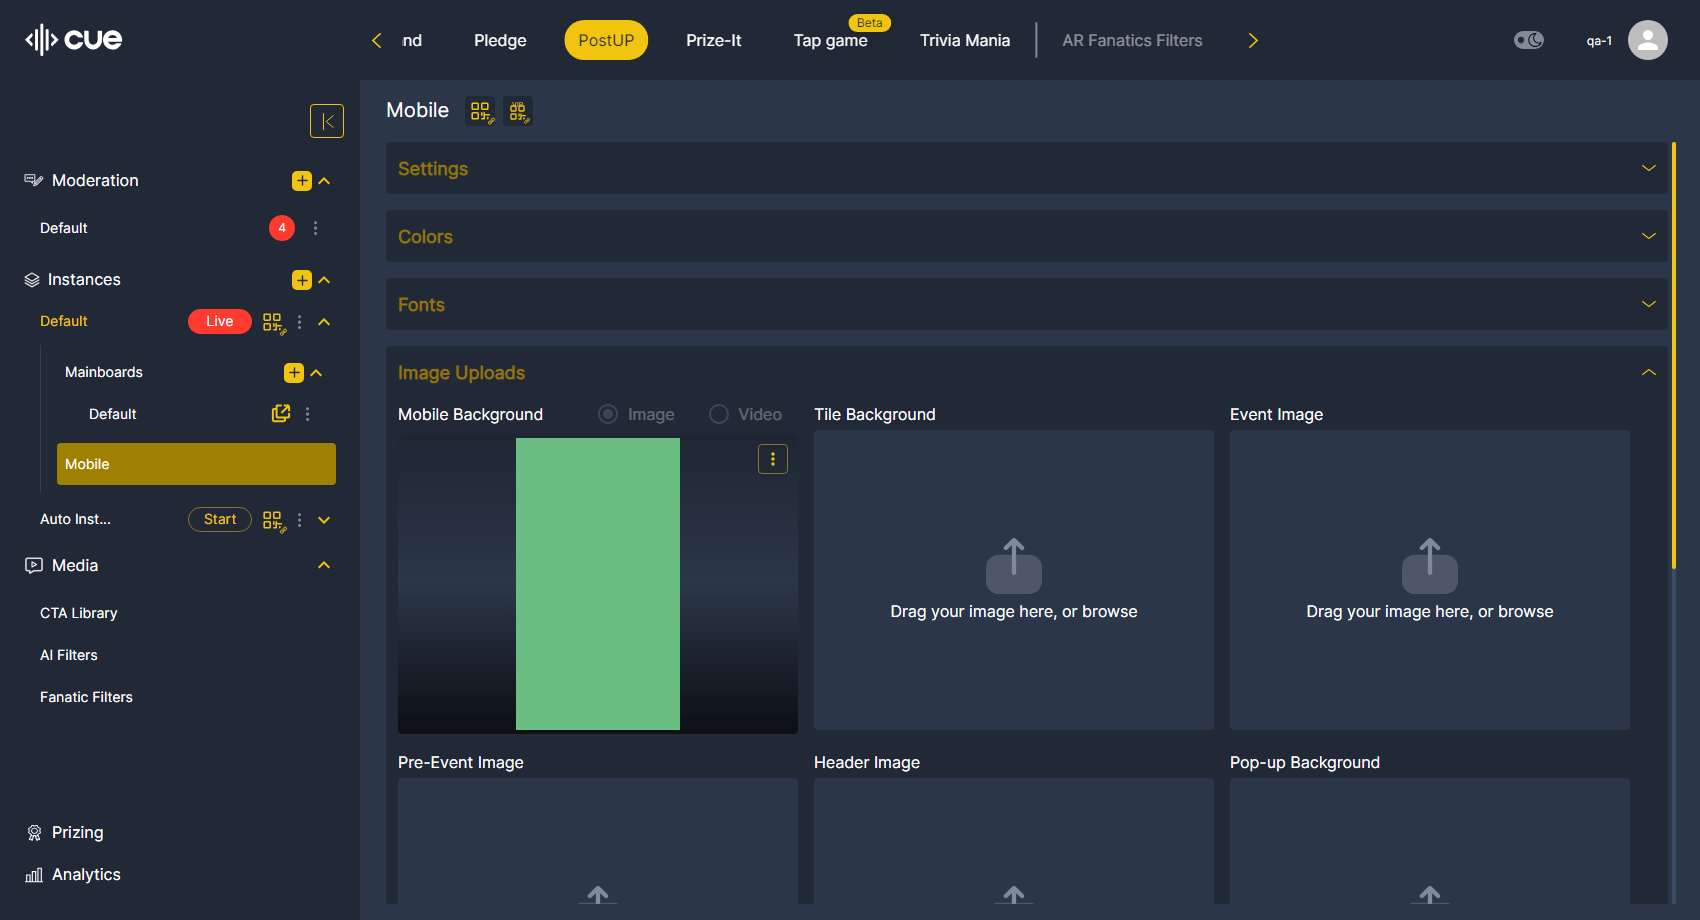 cue
nd
Pledge
PostUP
Prize-It
Beta
Tap game
Trivia Mania
AR Fanatics Filters
qa-1
Moderation
Default
4
Instances
Default
Live
Mainboards
Default
Mobile
Auto Inst...
Start
Media
CTA Library
AI Filters
Fanatic Filters
Prizing
Analytics
Mobile
Settings
Colors
Fonts
Image Uploads
Mobile Background
Image
Video
Tile Background
Event Image
Drag your image here, or browse
Drag your image here, or browse
Pre-Event Image
Header Image
Pop-up Background